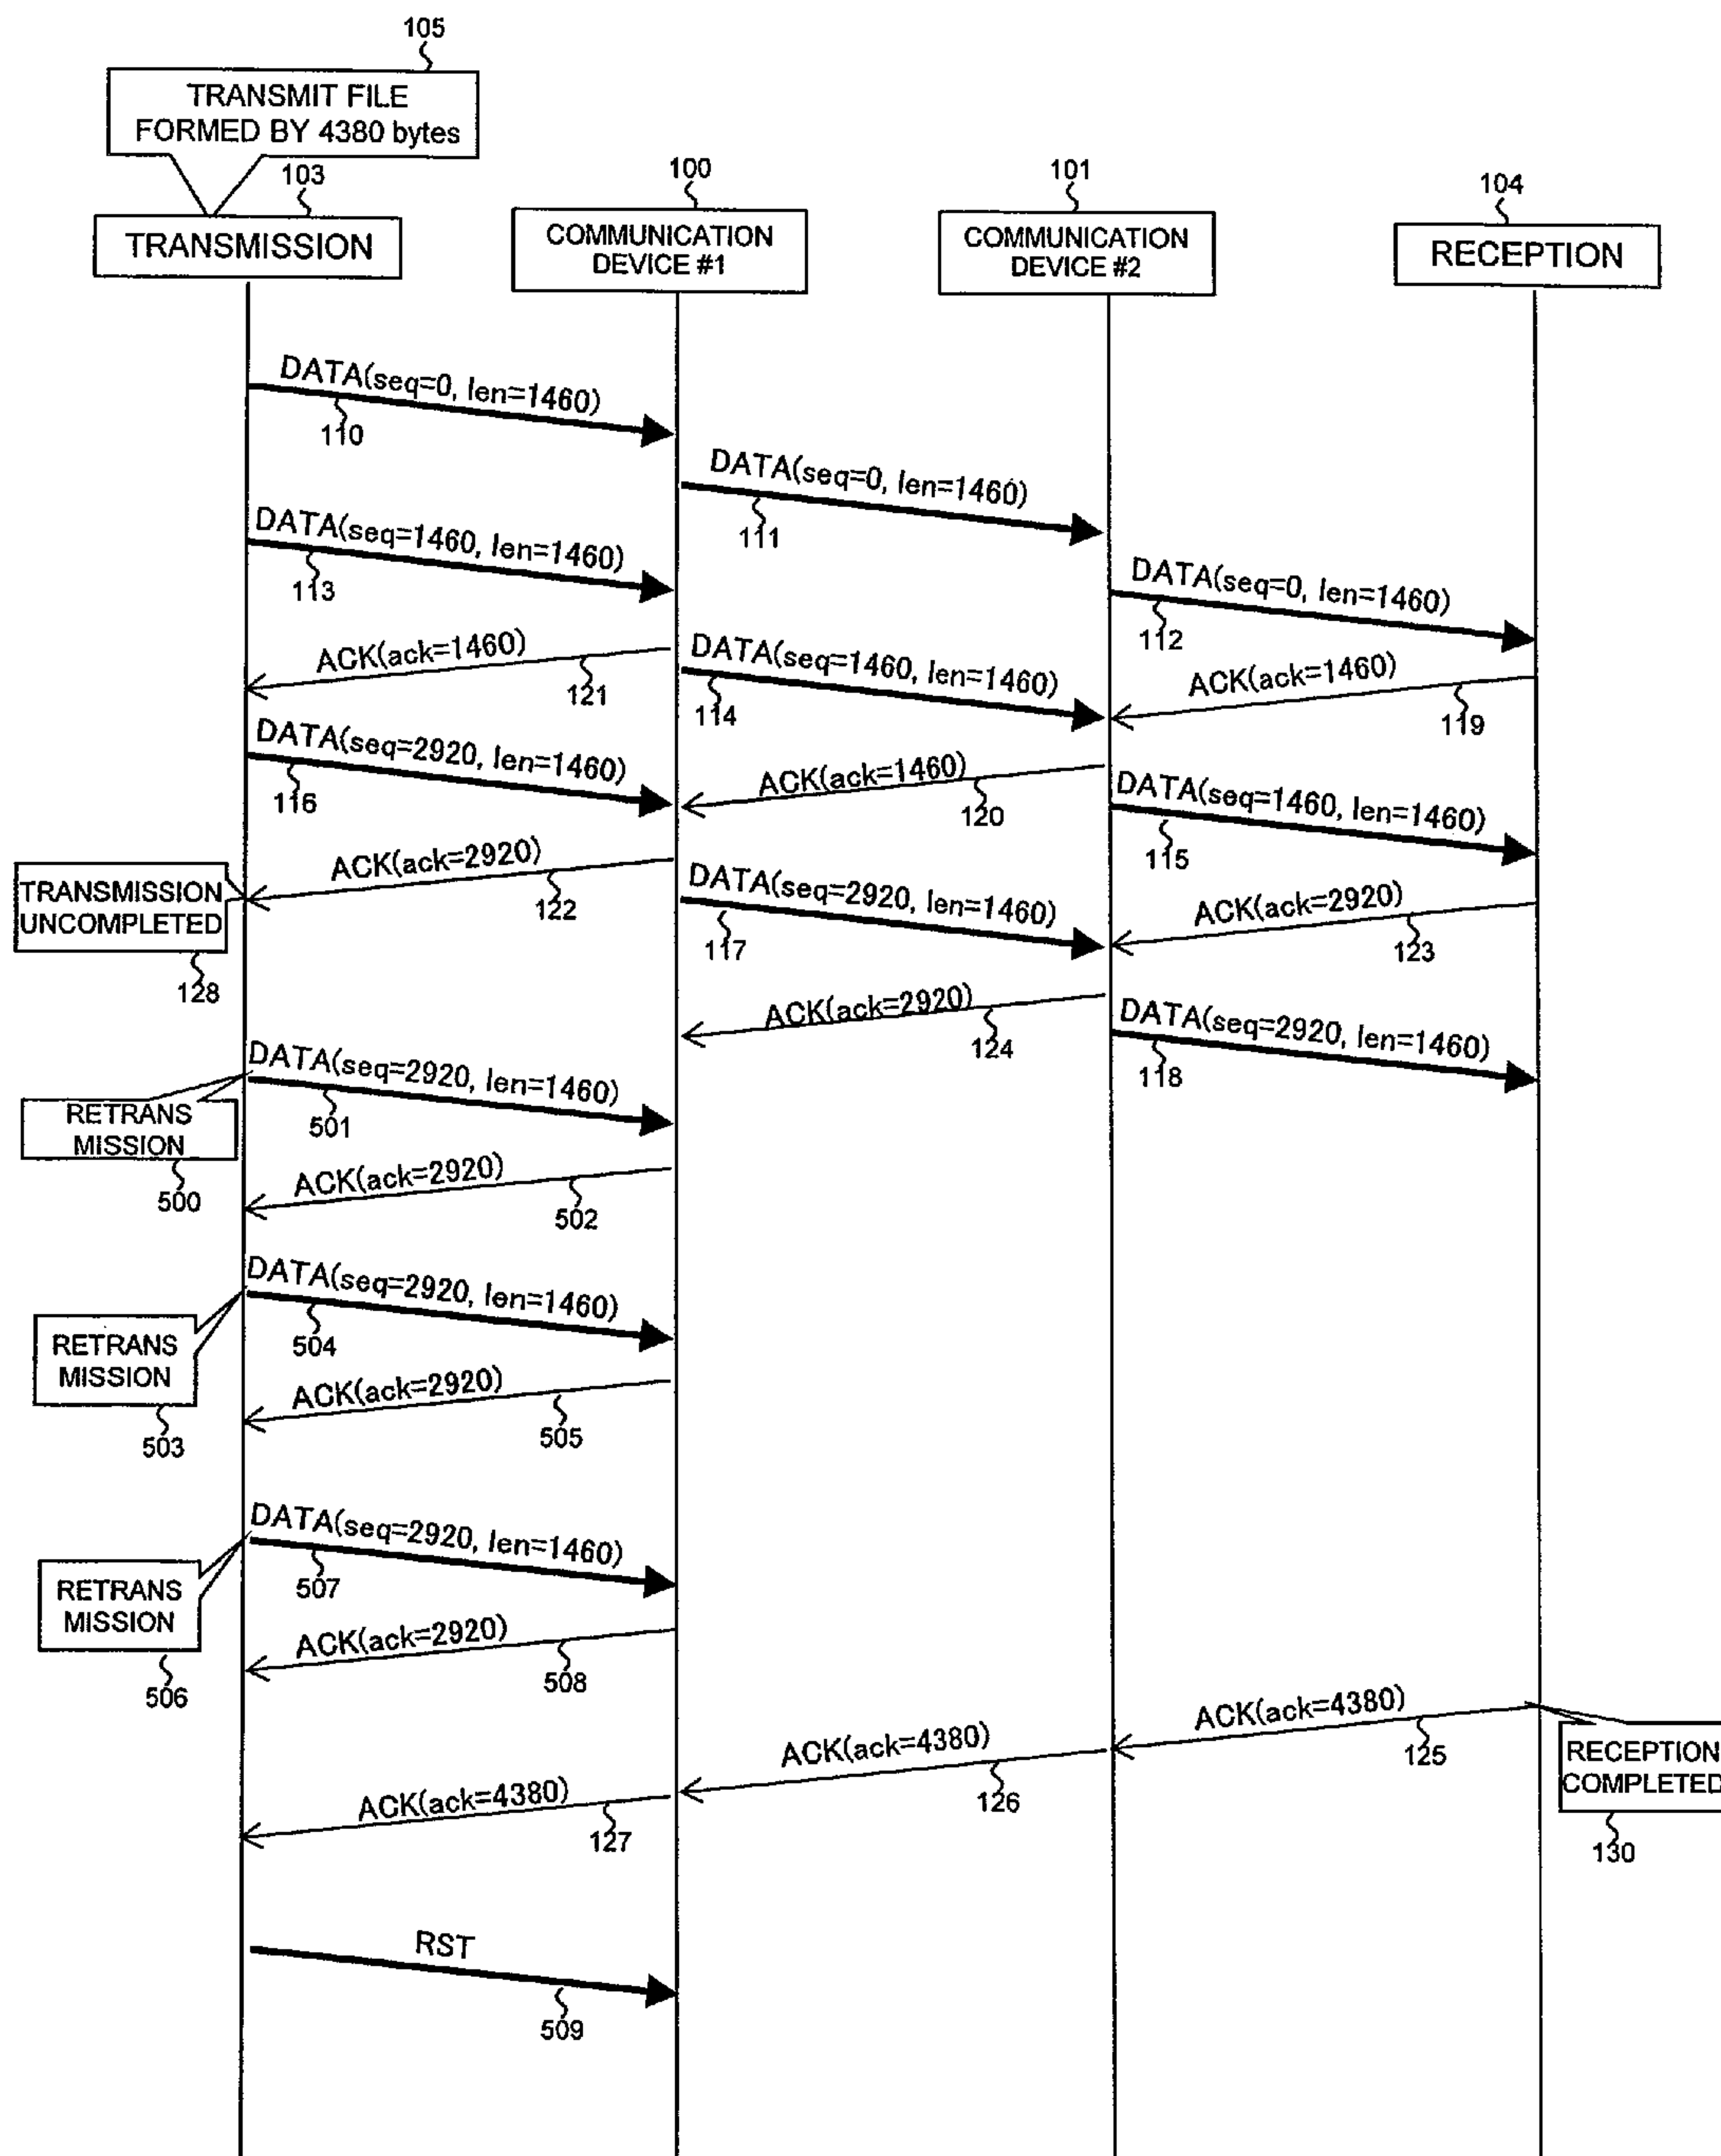 105
TRANSMIT FILE
FORMED BY 4380 bytes
103
100
101
104
TRANSMISSION
COMMUNICATION
DEVICE #1
COMMUNICATION
DEVICE #2
RECEPTION
DATA(seq=0, len=1460)
110
DATA(seq=0, len=1460)
111
DATA(seq=1460, len=1460)
113
DATA(seq=0, len=1460)
112
ACK(ack=1460)
121
DATA(seq=1460, len=1460)
114
ACK(ack=1460)
119
DATA(seq=2920, len=1460)
116
ACK(ack=1460)
120
DATA(seq=1460, len=1460)
115
TRANSMISSION
UNCOMPLETED
128
ACK(ack=2920)
122
DATA(seq=2920, len=1460)
117
ACK(ack=2920)
123
ACK(ack=2920)
124
DATA(seq=2920, len=1460)
118
DATA(seq=2920, len=1460)
501
RETRANS
MISSION
500
ACK(ack=2920)
502
DATA(seq=2920, len=1460)
504
RETRANS
MISSION
503
ACK(ack=2920)
505
DATA(seq=2920, len=1460)
507
RETRANS
MISSION
506
ACK(ack=2920)
508
ACK(ack=4380)
125
RECEPTION
COMPLETED
130
ACK(ack=4380)
126
ACK(ack=4380)
127
RST
509